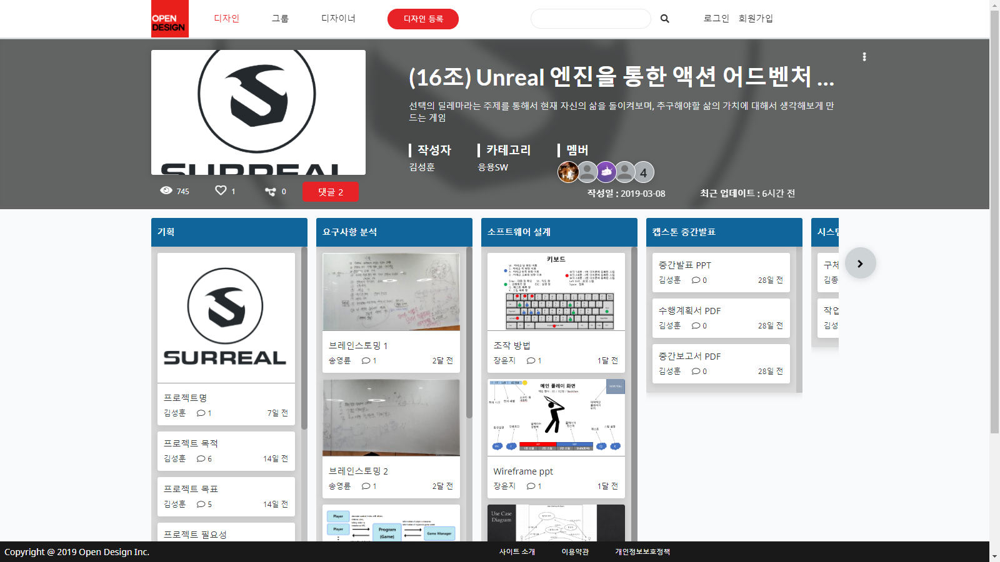 OPEN
DESIGN
디자인
그룹
디자이너
디자인 등록
로그인
회원가입
(16조) Unreal 엔진을 통한 액션 어드벤처 ...
선택의 딜레마라는 주제를 통해서 현재 자신의 삶을 돌이켜보며, 추구해야할 삶의 가치에 대해서 생각해보게 만
드는 게임
작성자
카테고리
멤버
김성훈
응용SW
4
SURREAL
745
1
0
댓글 2
작성일 : 2019-03-08
최근 업데이트 : 6시간 전
기획
SURREAL
프로젝트명
김성훈 1 7일 전
프로젝트 목적
김성훈 6 14일 전
프로젝트 목표
김성훈 5 14일 전
프로젝트 필요성
요구사항 분석
브레인스토밍 1
송영륜 1 2달 전
브레인스토밍 2
송영륜 1 2달 전
Player
Player
Program
(Game)
Game Manager
소프트웨어 설계
키보드
조작 방법
장윤지 1 1달 전
메인 플레이 화면
Wireframe ppt
장윤지 1 1달 전
Use Case
Diagram
캡스톤 중간발표
중간발표 PPT
김성훈 0 28일 전
수행계획서 PDF
김성훈 0 28일 전
중간보고서 PDF
김성훈 0 28일 전
시스템
구체
김종
작업
김성
Copyright @ 2019 Open Design Inc.
사이트 소개
이용약관
개인정보보호정책